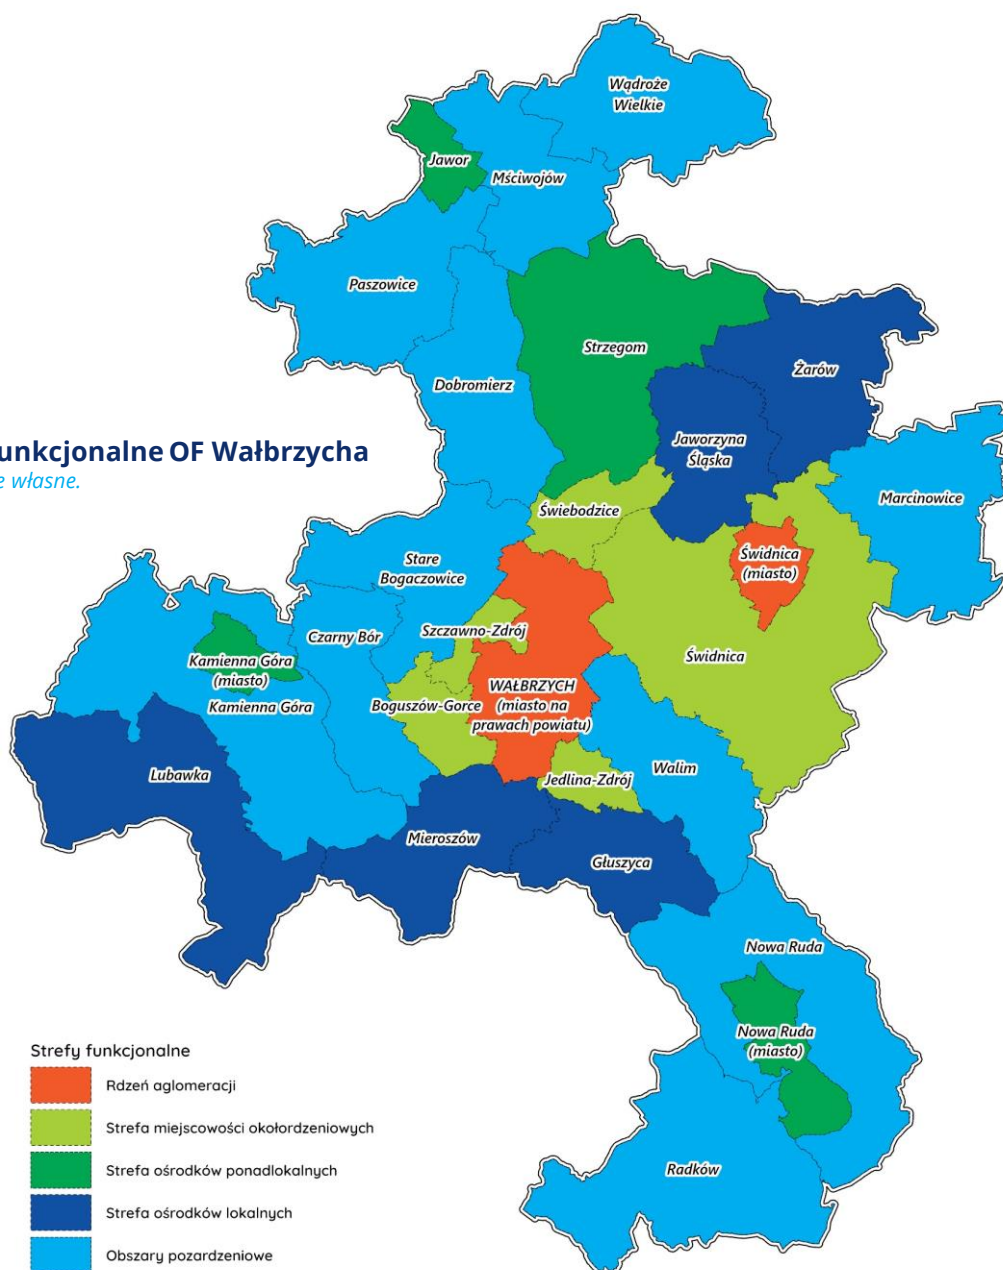 Wądroże
Wielkie
Jawor
Mściwojów
Paszowice
Strzegom
Żarów
Dobromierz
Jaworzyna
Śląska
unkcjonalne OF Wałbrzycha
e własne.
Marcinowice
Świebodzice
Stare
Bogaczowice
Świdnica
(miasto)
Czarny Bór
Szczawno-Zdrój
Kamienna Góra
(miasto)
Świdnica
Kamienna Góra
Boguszów-Gorce
WAŁBRZYCH
(miasto na
prawach powiatu)
Lubawka
Jedlina-Zdrój
Walim
Mieroszów
Głuszyca
Nowa Ruda
Nowa Ruda
(miasto)
Radków
Strefy funkcjonalne
Rdzeń aglomeracji
Strefa miejscowości okołordzeniowych
Strefa ośrodków ponadlokalnych
Strefa ośrodków lokalnych
Obszary pozardzeniowe